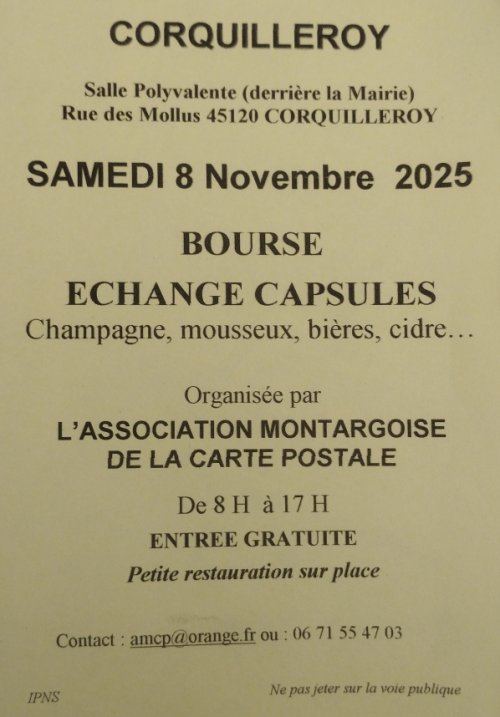 CORQUILLEROY
Salle Polyvalente (derrière la Mairie)
Rue des Mollus 45120 CORQUILLEROY
SAMEDI 8 Novembre 2025
BOURSE
ECHANGE CAPSULES
Champagne, mousseux, bières, cidre…
Organisée par
L'ASSOCIATION MONTARGOISE
DE LA CARTE POSTALE
De 8 H à 17 H
ENTREE GRATUITE
Petite restauration sur place
Contact : amcp@orange.fr ou : 06 71 55 47 03
IPNS
Ne pas jeter sur la voie publique